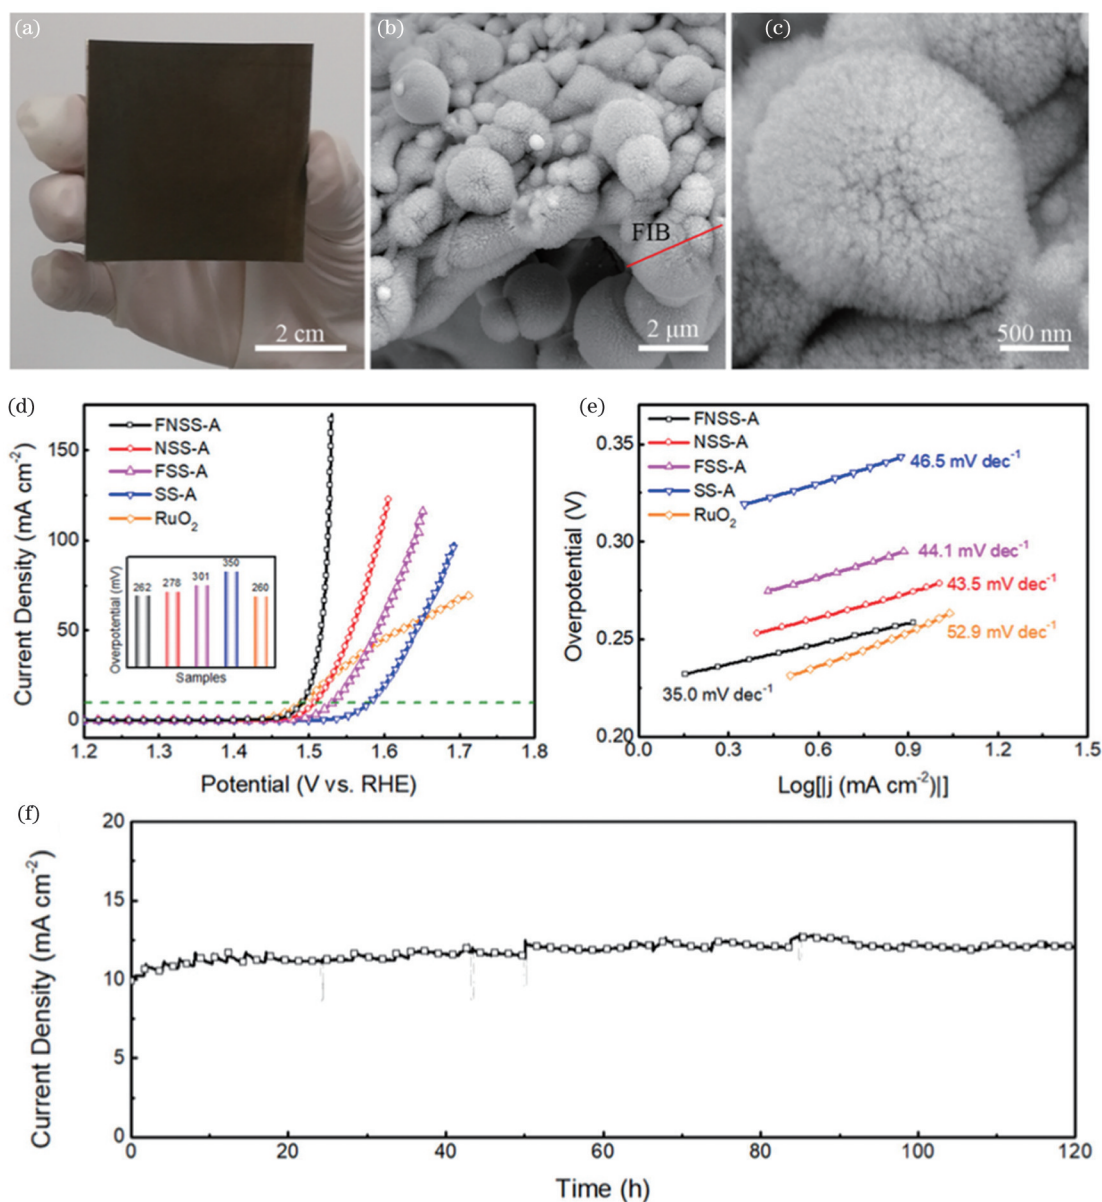 (a)
2 cm
(b)
FIB
2 μm
(c)
500 nm
(d)
Current Density (mA cm⁻²)
150
100
50
0
FNSS-A
NSS-A
FSS-A
SS-A
RuO₂
Overpotential (mV)
262 278 301 350 260
Samples
1.2 1.3 1.4 1.5 1.6 1.7 1.8
Potential (V vs. RHE)
(e)
Overpotential (V)
0.35
0.30
0.25
0.20
FNSS-A
NSS-A
FSS-A
SS-A
RuO₂
46.5 mV dec⁻¹
44.1 mV dec⁻¹
43.5 mV dec⁻¹
52.9 mV dec⁻¹
35.0 mV dec⁻¹
0.0 0.3 0.6 0.9 1.2 1.5
Log[|j (mA cm⁻²)|]
(f)
Current Density (mA cm⁻²)
20
15
10
5
0
0 20 40 60 80 100 120
Time (h)